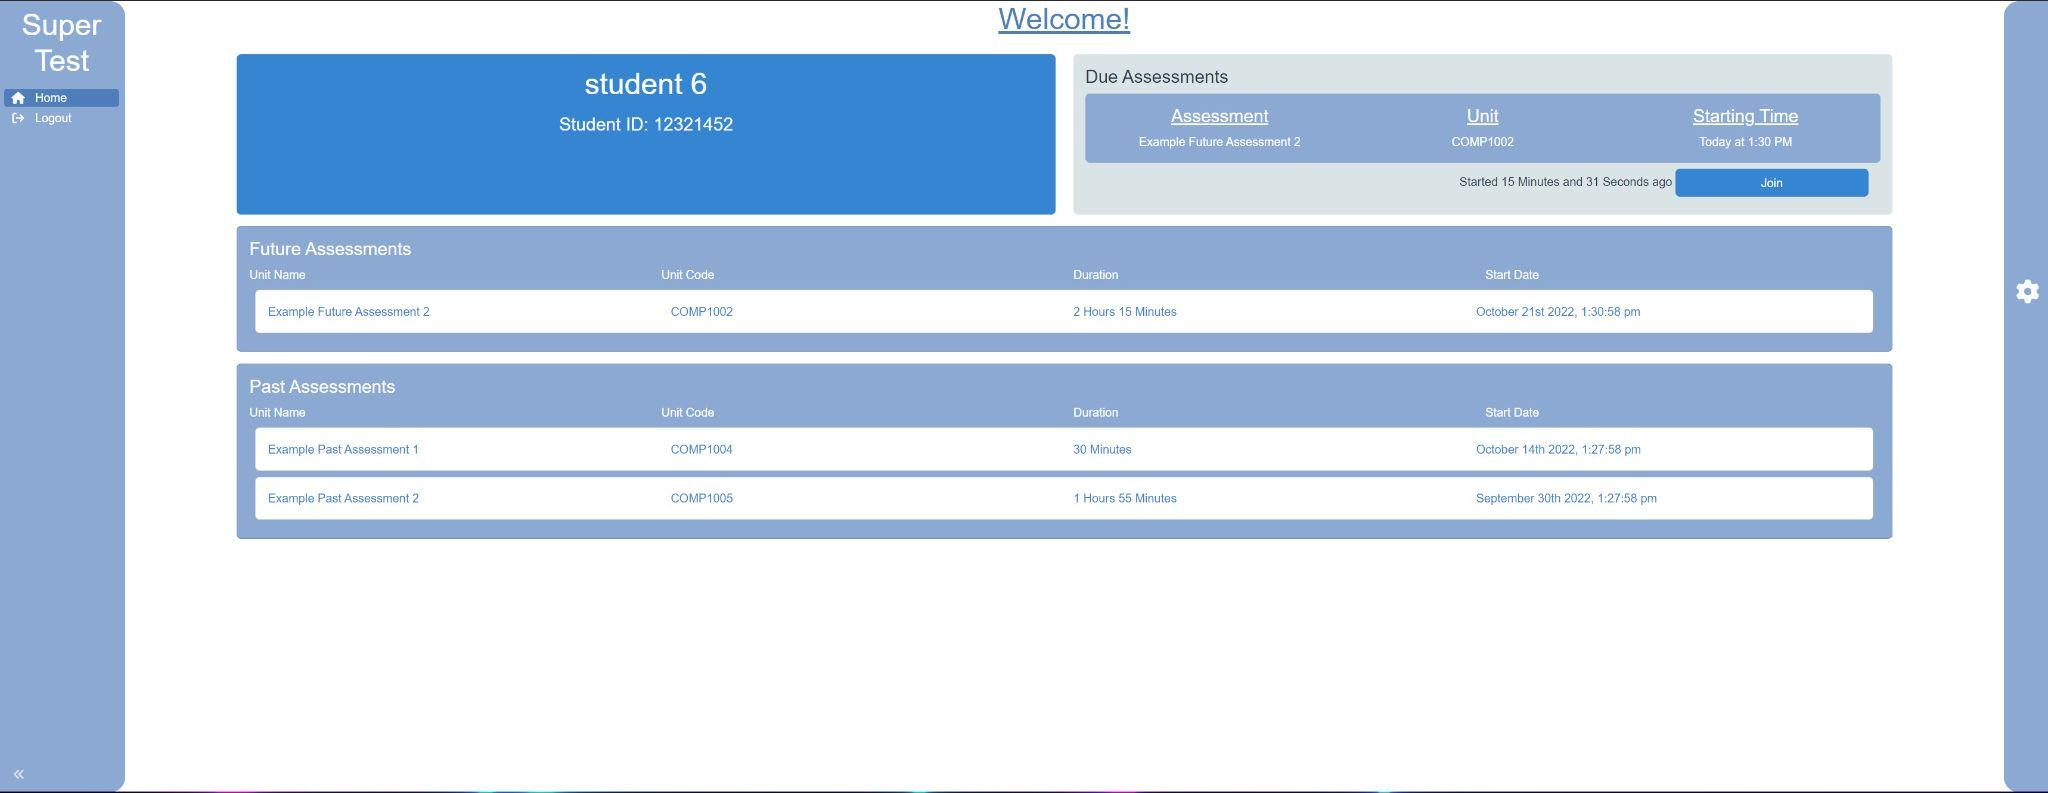 Super
Test
Home
Logout
Welcome!
student 6
Student ID: 12321452
Due Assessments
Assessment Unit Starting Time
Example Future Assessment 2 COMP1002 Today at 1:30 PM
Started 15 Minutes and 31 Seconds ago Join
Future Assessments
Unit Name Unit Code Duration Start Date
Example Future Assessment 2 COMP1002 2 Hours 15 Minutes October 21st 2022, 1:30:58 pm
Past Assessments
Unit Name Unit Code Duration Start Date
Example Past Assessment 1 COMP1004 30 Minutes October 14th 2022, 1:27:58 pm
Example Past Assessment 2 COMP1005 1 Hours 55 Minutes September 30th 2022, 1:27:58 pm